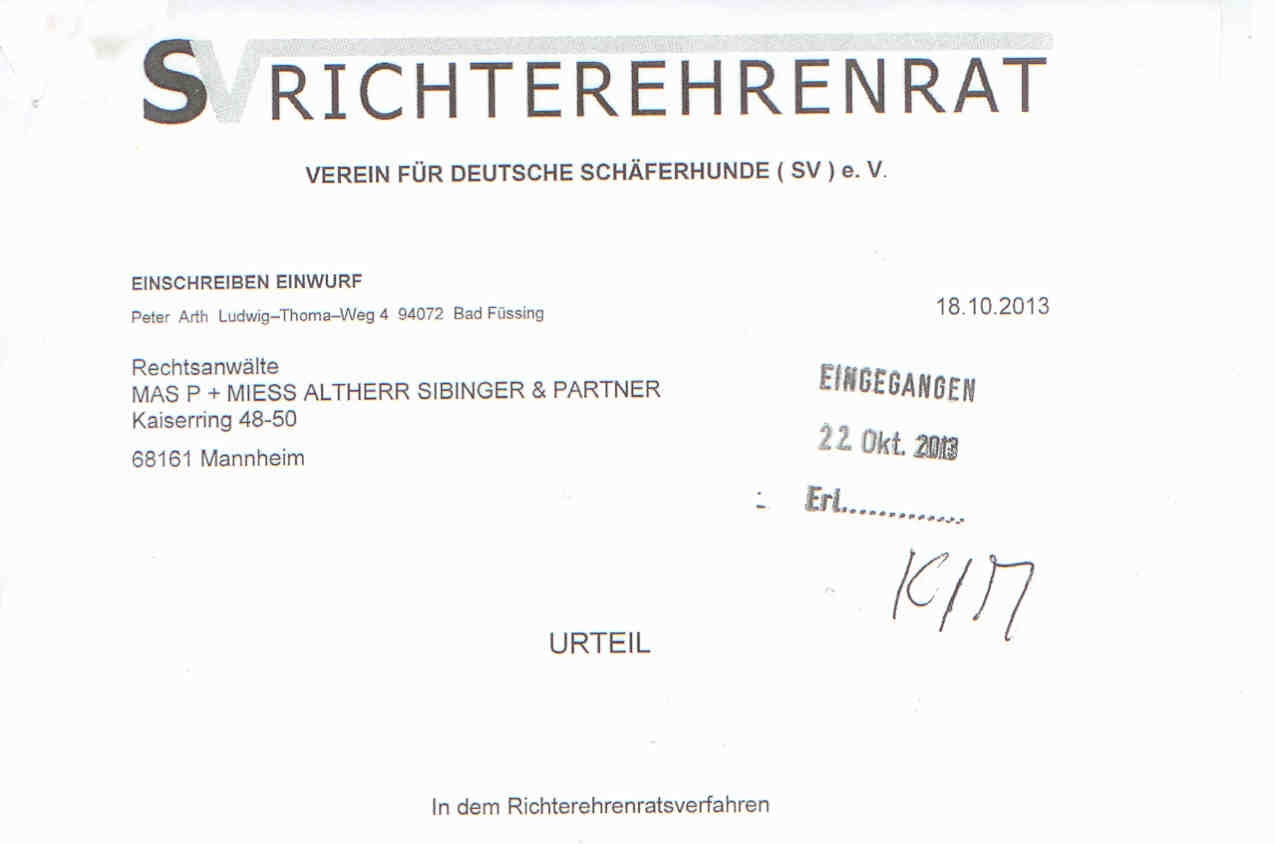 SV RICHTEREHRENRAT
VEREIN FÜR DEUTSCHE SCHÄFERHUNDE ( SV ) e. V.
EINSCHREIBEN EINWURF
Peter Arth Ludwig–Thoma–Weg 4 94072 Bad Füssing
18.10.2013
Rechtsanwälte
MAS P + MIESS ALTHERR SIBINGER & PARTNER
Kaiserring 48-50
68161 Mannheim
EINGEGANGEN
22 Okt. 2013
Erl..............
K/M
URTEIL
In dem Richterehrenratsverfahren